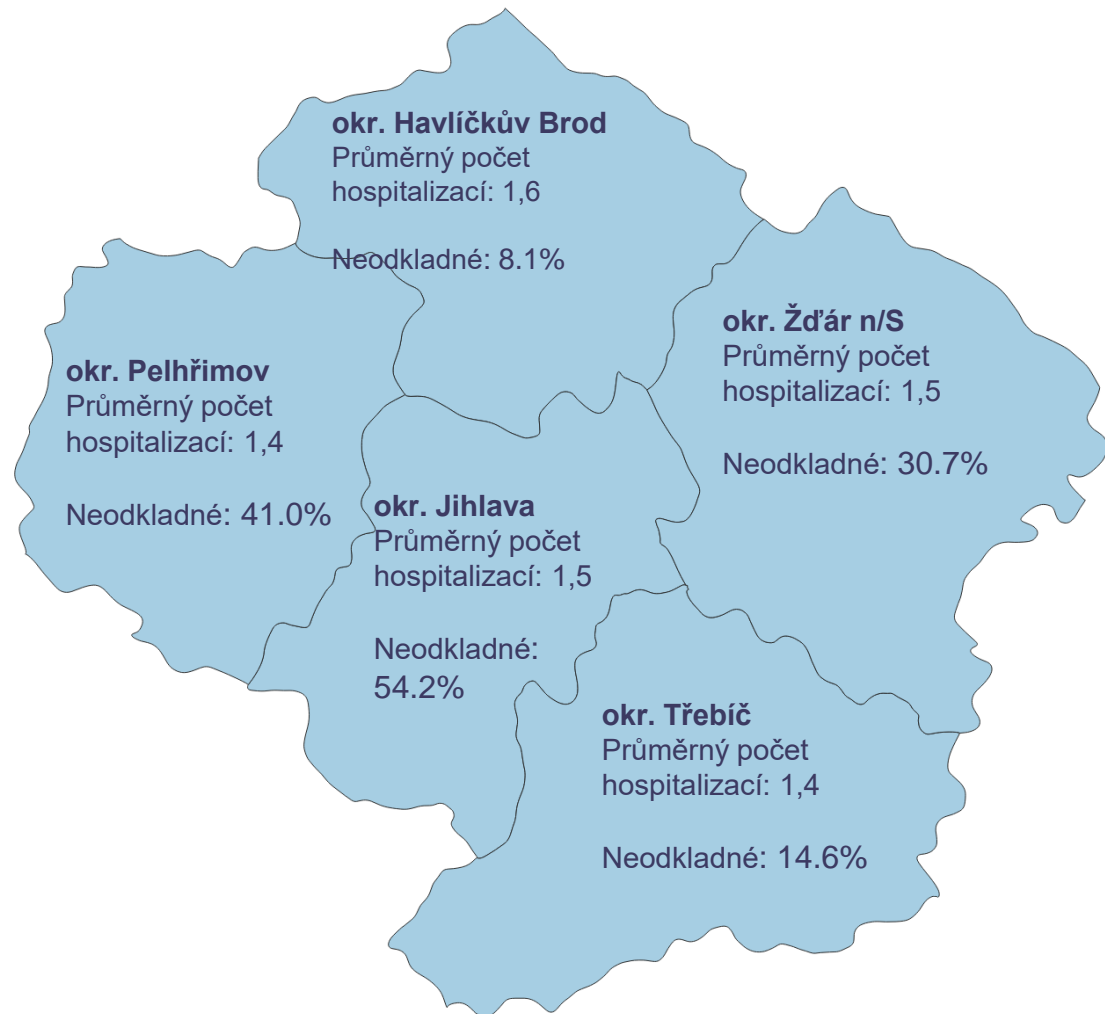 okr. Havlíčkův Brod
Průměrný počet
hospitalizací: 1,6
Neodkladné: 8.1%
okr. Žďár n/S
Průměrný počet
hospitalizací: 1,5
Neodkladné: 30.7%
okr. Pelhřimov
Průměrný počet
hospitalizací: 1,4
Neodkladné: 41.0%
okr. Jihlava
Průměrný počet
hospitalizací: 1,5
Neodkladné:
54.2%
okr. Třebíč
Průměrný počet
hospitalizací: 1,4
Neodkladné: 14.6%